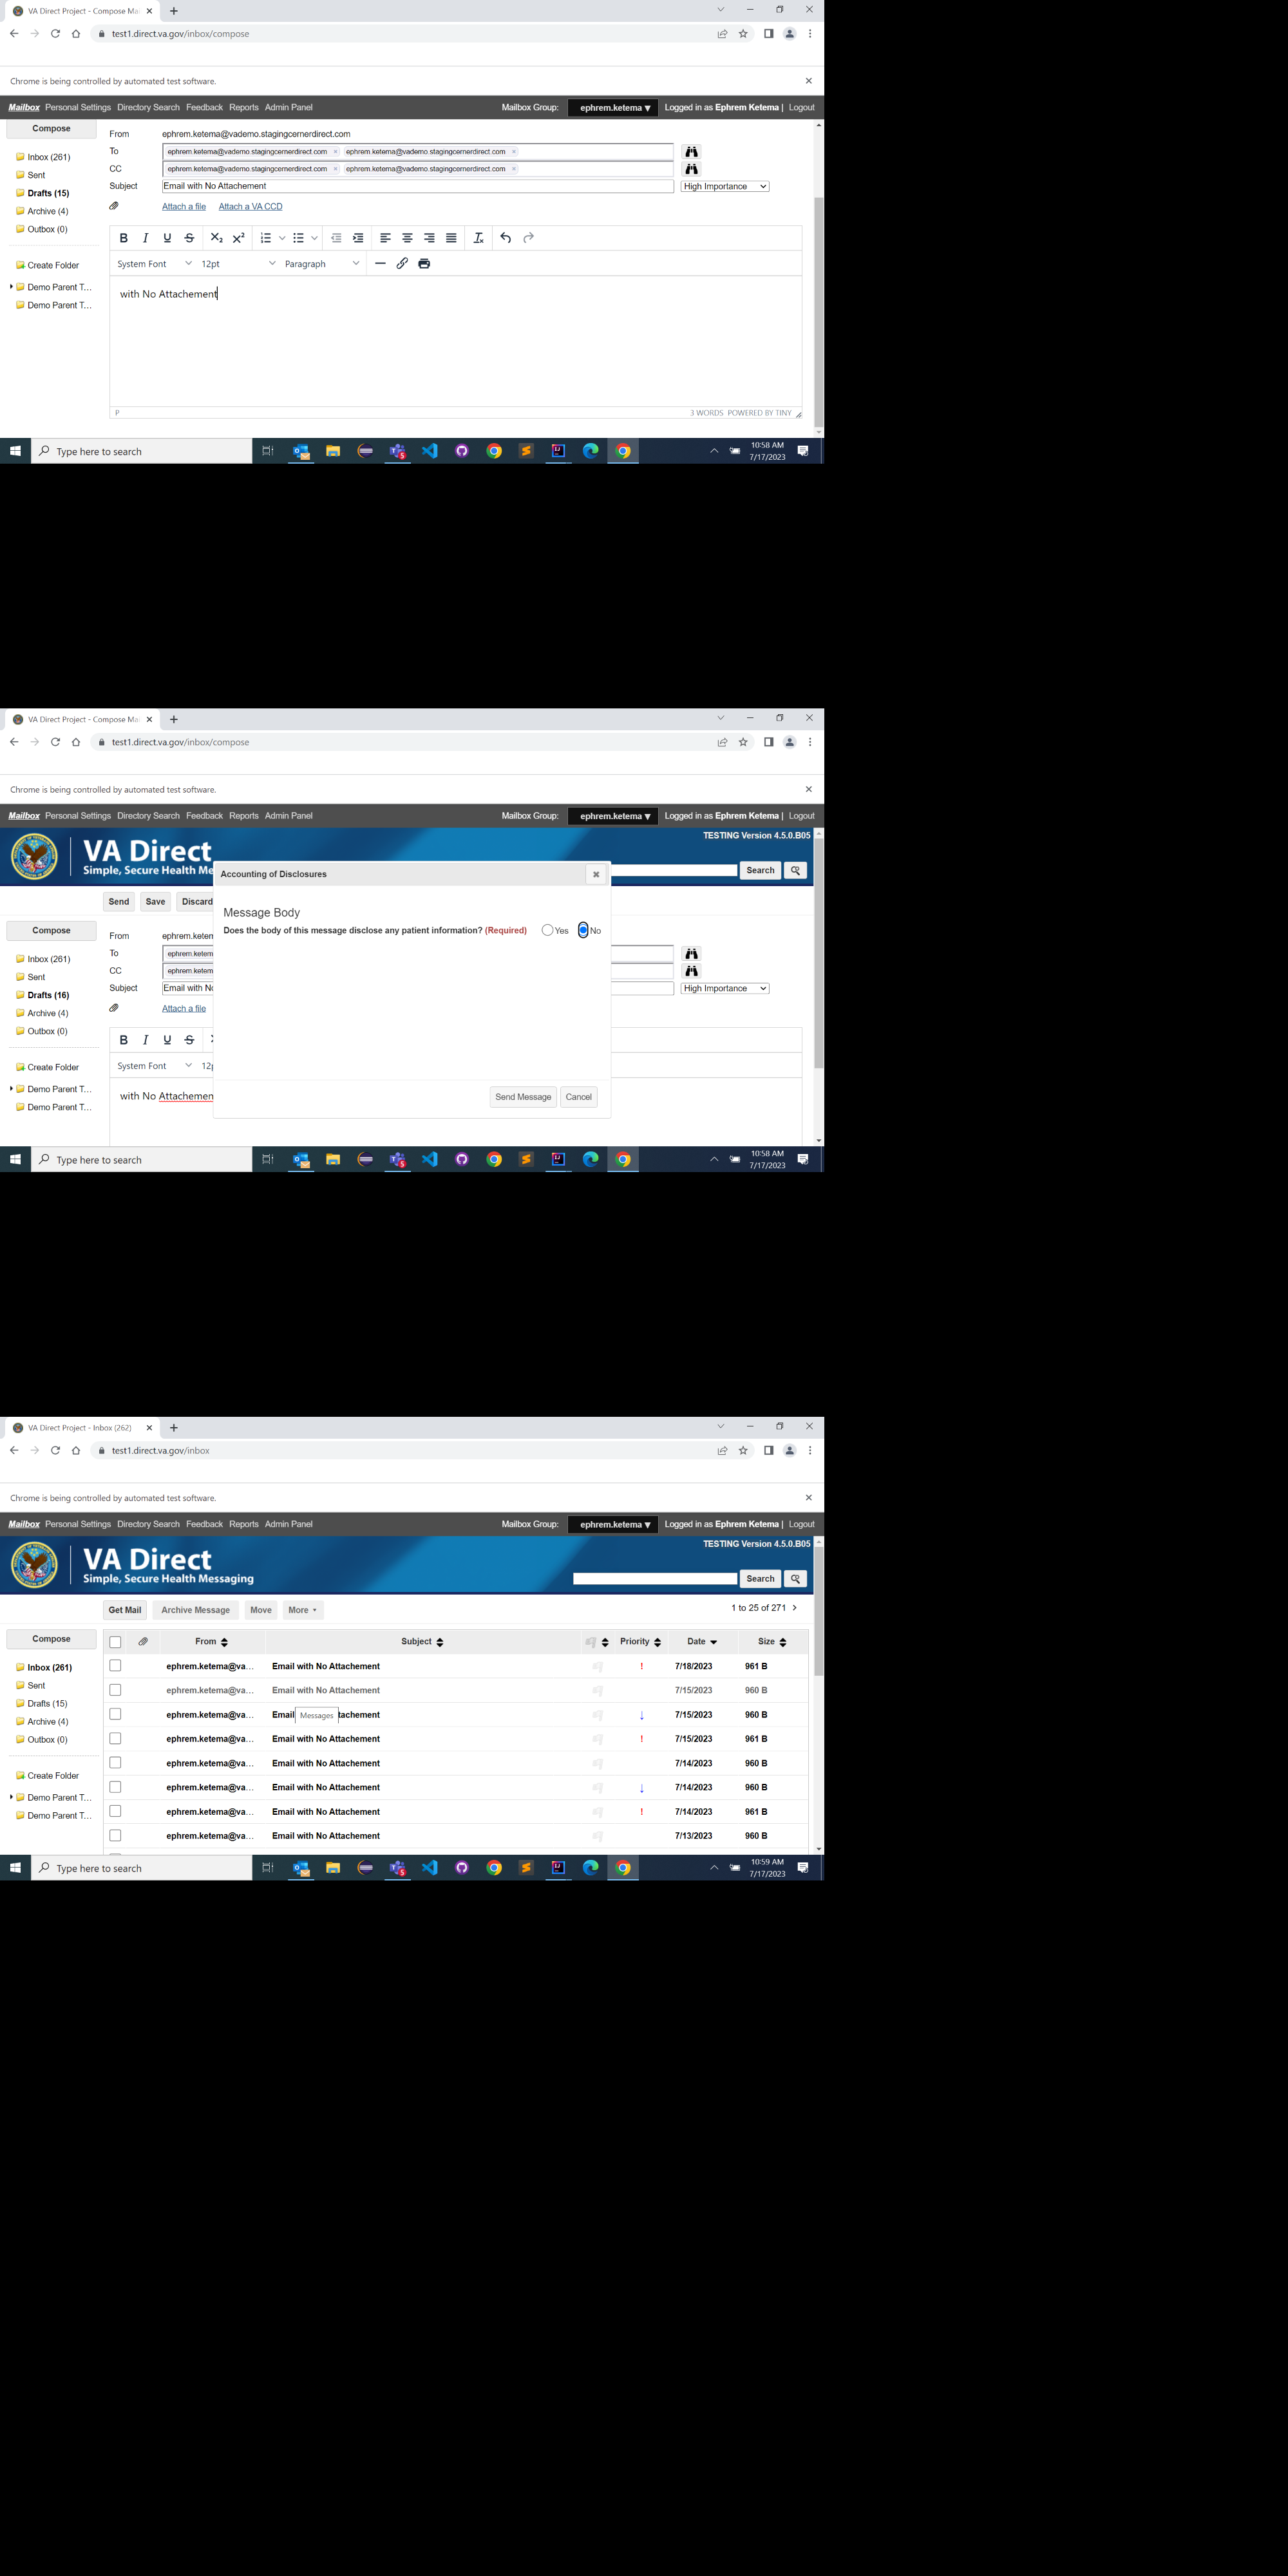 VA Direct Project - Compose Ma
test1.direct.va.gov/inbox/compose
Chrome is being controlled by automated test software.
Mailbox Personal Settings Directory Search Feedback Reports Admin Panel Mailbox Group: ephrem.ketema ▼ Logged in as Ephrem Ketema | Logout
Compose
From ephrem.ketema@vademo.stagingcernerdirect.com
To ephrem.ketema@vademo.stagingcernerdirect.com × ephrem.ketema@vademo.stagingcernerdirect.com ×
CC ephrem.ketema@vademo.stagingcernerdirect.com × ephrem.ketema@vademo.stagingcernerdirect.com ×
Subject Email with No Attachement High Importance
Attach a file Attach a VA CCD
Inbox (261)
Sent
Drafts (15)
Archive (4)
Outbox (0)
Create Folder
Demo Parent T...
Demo Parent T...
System Font 12pt Paragraph
with No Attachement
P 3 WORDS POWERED BY TINY
Type here to search
10:58 AM
7/17/2023
VA Direct Project - Compose Ma
test1.direct.va.gov/inbox/compose
Chrome is being controlled by automated test software.
Mailbox Personal Settings Directory Search Feedback Reports Admin Panel Mailbox Group: ephrem.ketema ▼ Logged in as Ephrem Ketema | Logout
TESTING Version 4.5.0.B05
VA Direct
Simple, Secure Health Me
Search
Send Save Discard
Accounting of Disclosures
Message Body
Does the body of this message disclose any patient information? (Required) Yes No
Send Message Cancel
Compose
From ephrem.keten
To ephrem.ketem
CC ephrem.ketem
Subject Email with No High Importance
Attach a file
Inbox (261)
Sent
Drafts (16)
Archive (4)
Outbox (0)
Create Folder
Demo Parent T...
Demo Parent T...
System Font 12p
with No Attachemen
Type here to search
10:58 AM
7/17/2023
VA Direct Project - Inbox (262)
test1.direct.va.gov/inbox
Chrome is being controlled by automated test software.
Mailbox Personal Settings Directory Search Feedback Reports Admin Panel Mailbox Group: ephrem.ketema ▼ Logged in as Ephrem Ketema | Logout
TESTING Version 4.5.0.B05
VA Direct
Simple, Secure Health Messaging
Search
Get Mail Archive Message Move More 1 to 25 of 271
Compose
Inbox (261)
Sent
Drafts (15)
Archive (4)
Outbox (0)
Create Folder
Demo Parent T...
Demo Parent T...
From Subject Priority Date Size
ephrem.ketema@va... Email with No Attachement ! 7/18/2023 961 B
ephrem.ketema@va... Email with No Attachement 7/15/2023 960 B
ephrem.ketema@va... Email Messages tachement ↓ 7/15/2023 960 B
ephrem.ketema@va... Email with No Attachement ! 7/15/2023 961 B
ephrem.ketema@va... Email with No Attachement 7/14/2023 960 B
ephrem.ketema@va... Email with No Attachement ↓ 7/14/2023 960 B
ephrem.ketema@va... Email with No Attachement ! 7/14/2023 961 B
ephrem.ketema@va... Email with No Attachement 7/13/2023 960 B
Type here to search
10:59 AM
7/17/2023